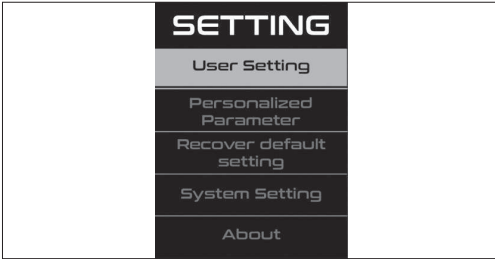 SETTING
User Setting
Personalized
Parameter
Recover default
setting
System Setting
About